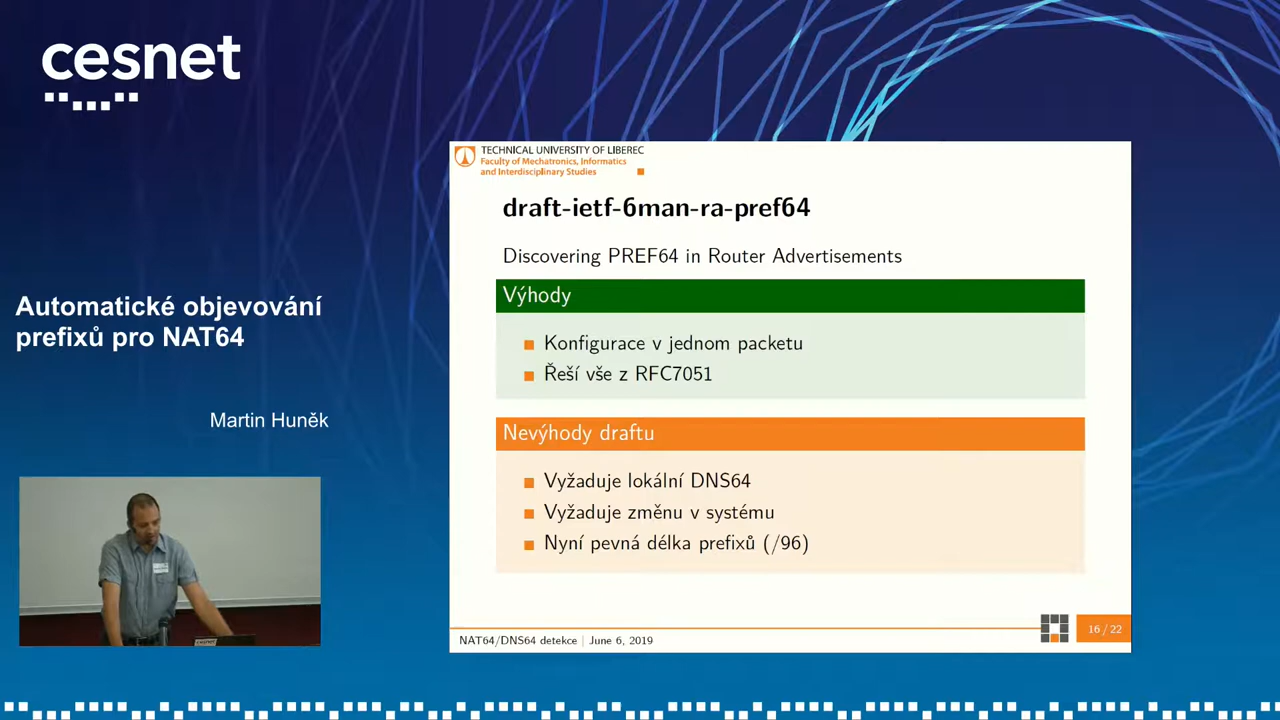 cesnet
Automatické objevování
prefixů pro NAT64
Martin Huněk
TECHNICAL UNIVERSITY OF LIBEREC
Faculty of Mechatronics, Informatics
and Interdisciplinary Studies
draft-ietf-6man-ra-pref64
Discovering PREF64 in Router Advertisements
Výhody
Konfigurace v jednom packetu
Řeší vše z RFC7051
Nevýhody draftu
Vyžaduje lokální DNS64
Vyžaduje změnu v systému
Nyní pevná délka prefixů (/96)
NAT64/DNS64 detekce | June 6, 2019
16 / 22